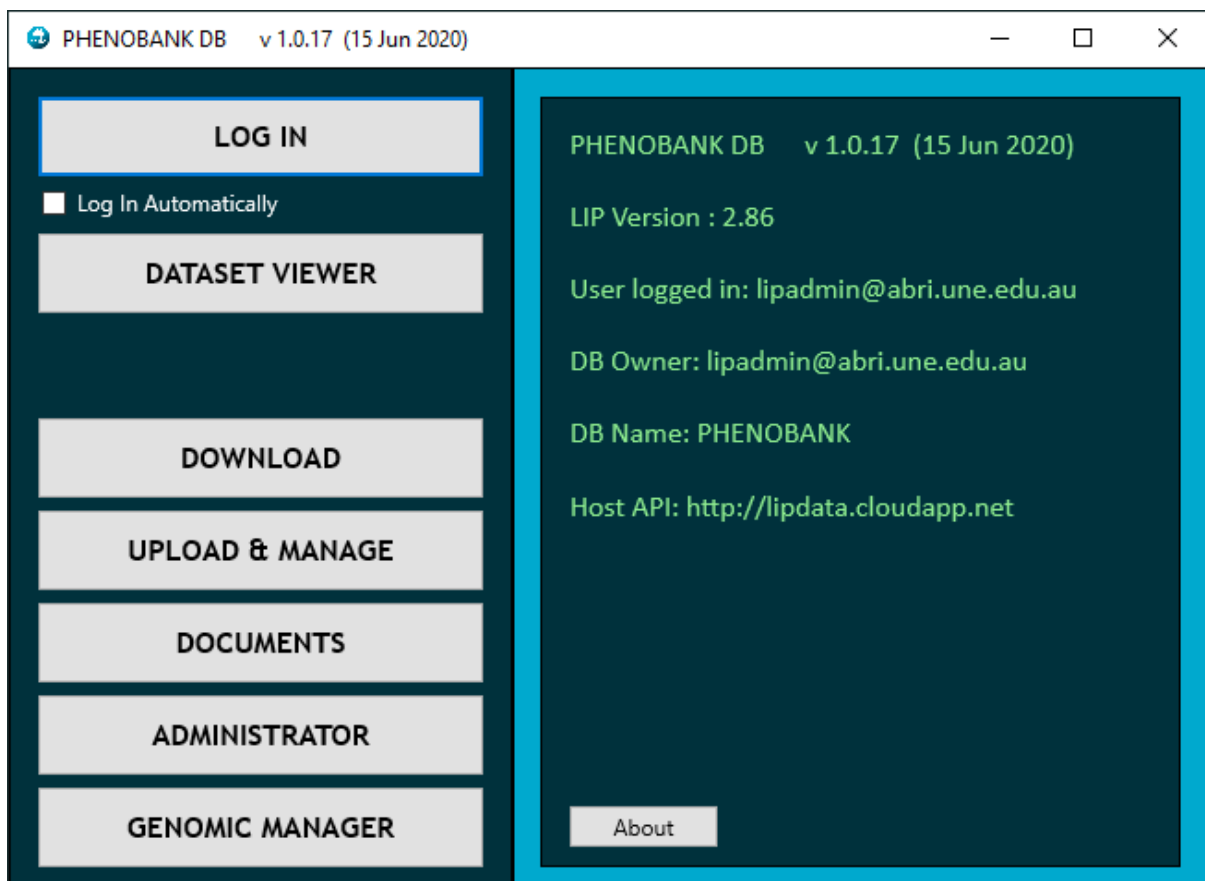 PHENOBANK DB v 1.0.17 (15 Jun 2020)
LOG IN
Log In Automatically
DATASET VIEWER
DOWNLOAD
UPLOAD & MANAGE
DOCUMENTS
ADMINISTRATOR
GENOMIC MANAGER
PHENOBANK DB v 1.0.17 (15 Jun 2020)
LIP Version : 2.86
User logged in: lipadmin@abri.une.edu.au
DB Owner: lipadmin@abri.une.edu.au
DB Name: PHENOBANK
Host API: http://lipdata.cloudapp.net
About